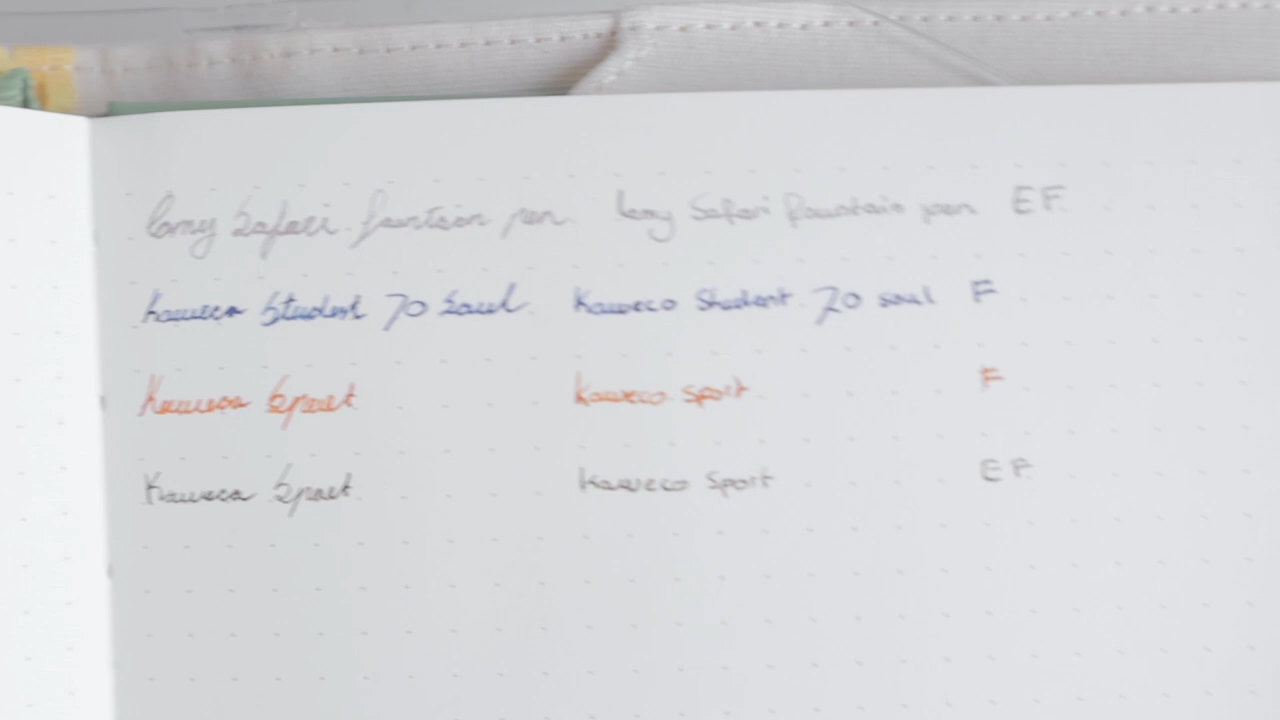 Lamy Safari fountain pen Lamy Safari fountain pen EF
Kaweco Student 70 Soul Kaweco Student 70 soul F
Kaweco Sport Kaweco sport F
Kaweco Sport Kaweco Sport EF